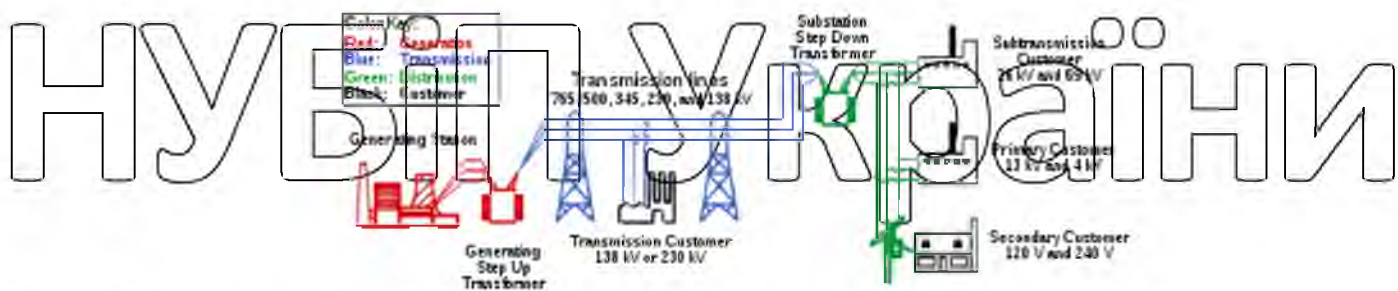 НУБІП України
Color Key:
Red: Generation
Blue: Transmission
Green: Distribution
Black: Customer
Generating Station
Generating
Step Up
Transformer
Transmission lines
765, 500, 345, 230, and 138 kV
Transmission Customer
138 kV or 230 kV
Substation
Step Down
Transformer
Subtransmission
Customer
26 kV and 69 kV
Primary Customer
13 kV and 4 kV
Secondary Customer
120 V and 240 V